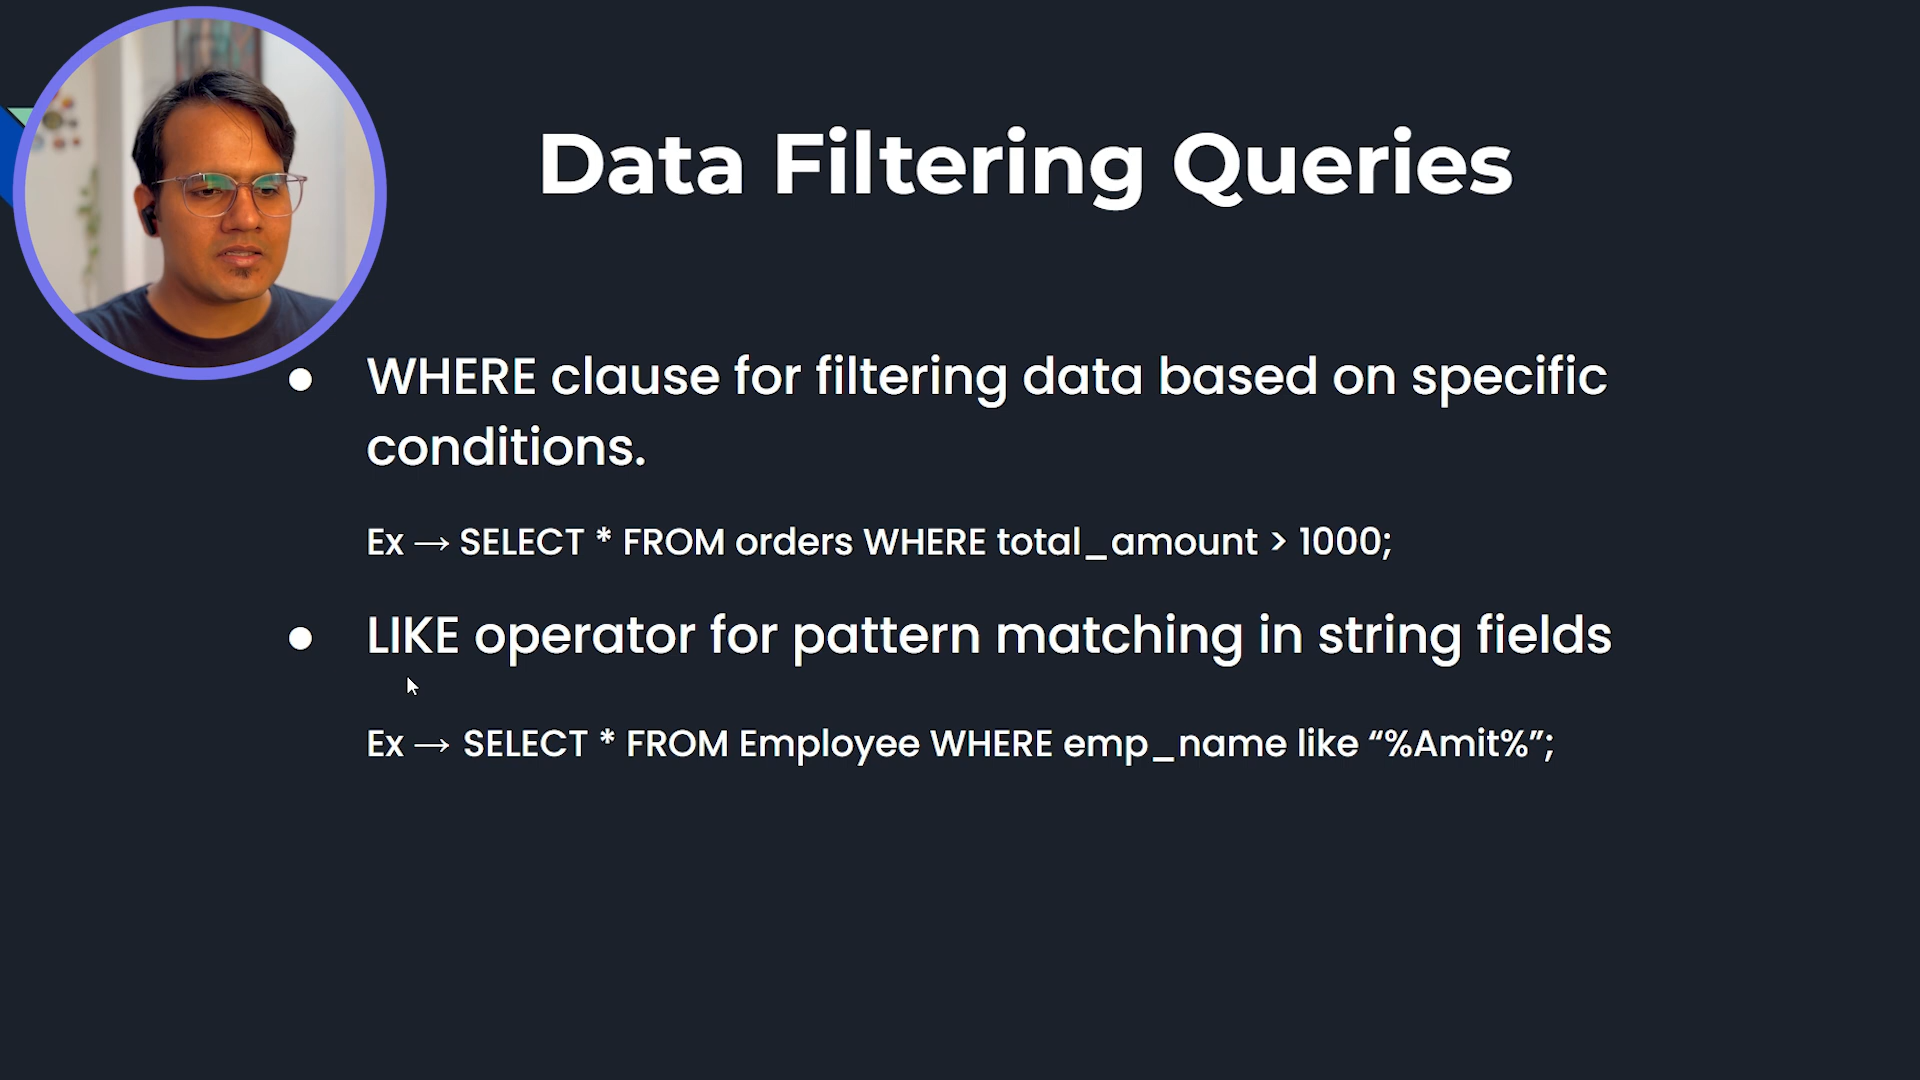 Data Filtering Queries
● WHERE clause for filtering data based on specific
conditions.
Ex → SELECT * FROM orders WHERE total_amount > 1000;
● LIKE operator for pattern matching in string fields
Ex → SELECT * FROM Employee WHERE emp_name like “%Amit%”;